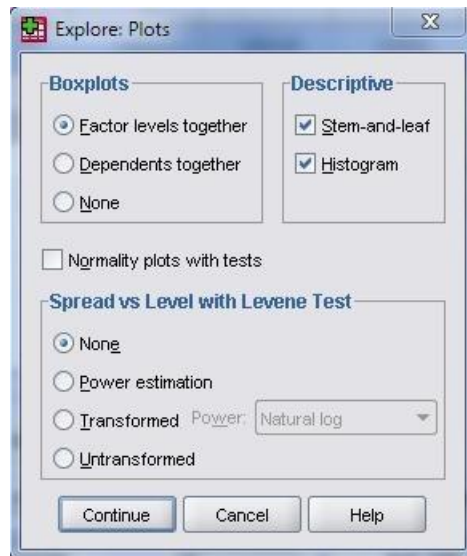 Explore: Plots
Boxplots
Factor levels together
Dependents together
None
Descriptive
Stem-and-leaf
Histogram
Normality plots with tests
Spread vs Level with Levene Test
None
Power estimation
Transformed Power: Natural log
Untransformed
Continue Cancel Help